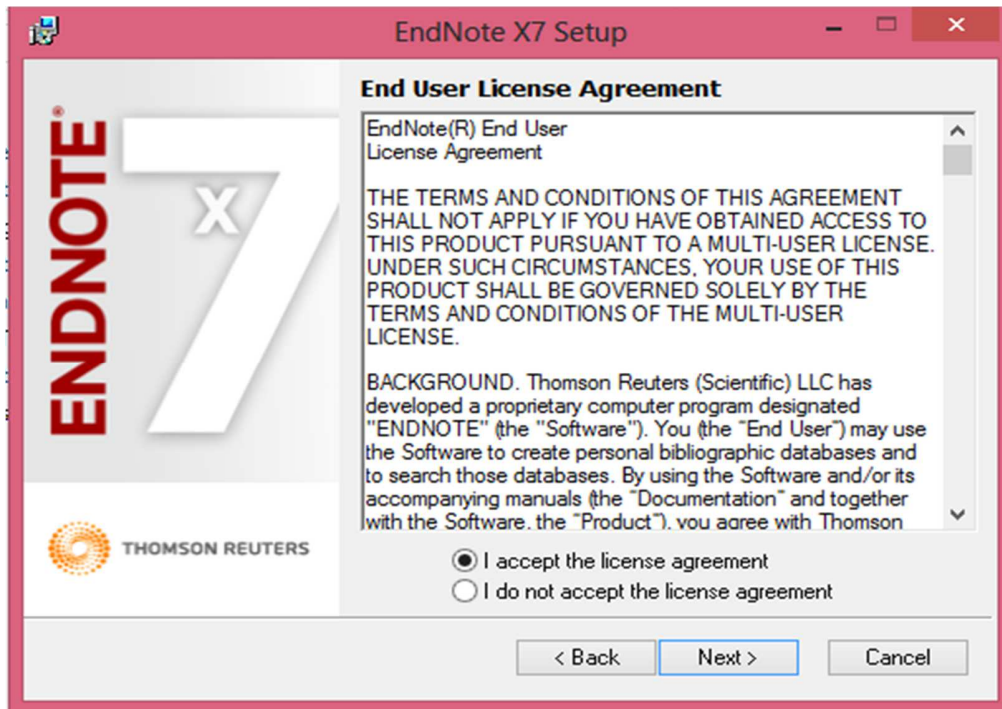 EndNote X7 Setup
ENDNOTE®
X7
THOMSON REUTERS
End User License Agreement
EndNote(R) End User
License Agreement
THE TERMS AND CONDITIONS OF THIS AGREEMENT
SHALL NOT APPLY IF YOU HAVE OBTAINED ACCESS TO
THIS PRODUCT PURSUANT TO A MULTI-USER LICENSE.
UNDER SUCH CIRCUMSTANCES, YOUR USE OF THIS
PRODUCT SHALL BE GOVERNED SOLELY BY THE
TERMS AND CONDITIONS OF THE MULTI-USER
LICENSE.
BACKGROUND. Thomson Reuters (Scientific) LLC has
developed a proprietary computer program designated
"ENDNOTE" (the "Software"). You (the "End User") may use
the Software to create personal bibliographic databases and
to search those databases. By using the Software and/or its
accompanying manuals (the "Documentation" and together
with the Software, the "Product"), you agree with Thomson
I accept the license agreement
I do not accept the license agreement
< Back
Next >
Cancel